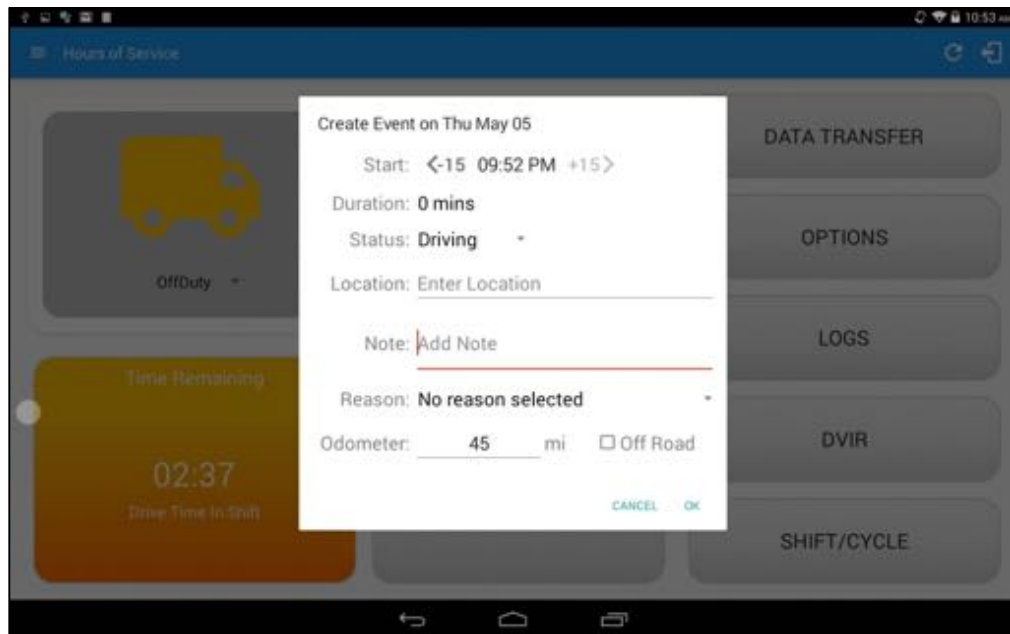 10:53 AM
Hours of Service
Create Event on Thu May 05
Start: -15 09:52 PM +15
Duration: 0 mins
Status: Driving
Location: Enter Location
Note: Add Note
Reason: No reason selected
Odometer: 45 mi Off Road
CANCEL OK
OffDuty
Time Remaining
02:37
Drive Time In Shift
DATA TRANSFER
OPTIONS
LOGS
DVIR
SHIFT/CYCLE